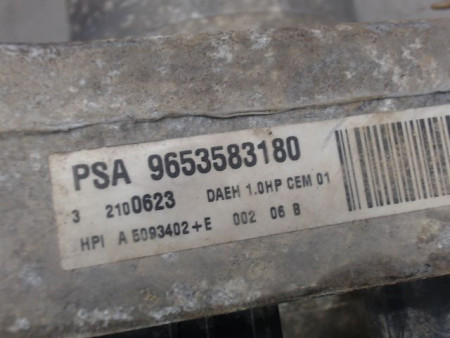 PSA 9653583180
3 2100623 DAEH 1.0HP CEM 01
HPI A 5093402+E 002 06 B